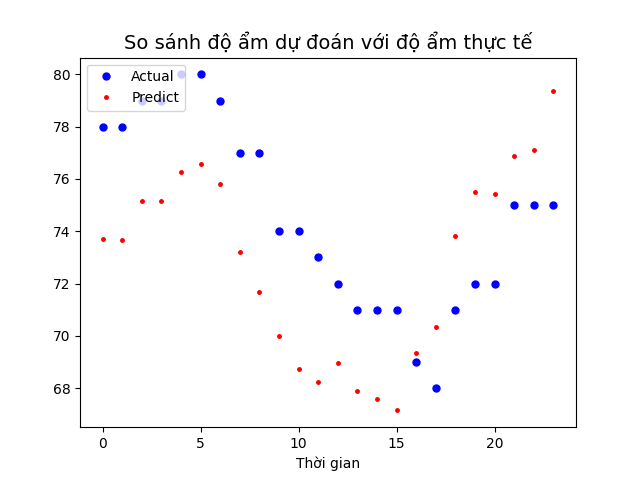 So sánh độ ẩm dự đoán với độ ẩm thực tế
Actual
Predict
80
78
76
74
72
70
68
0 5 10 15 20
Thời gian